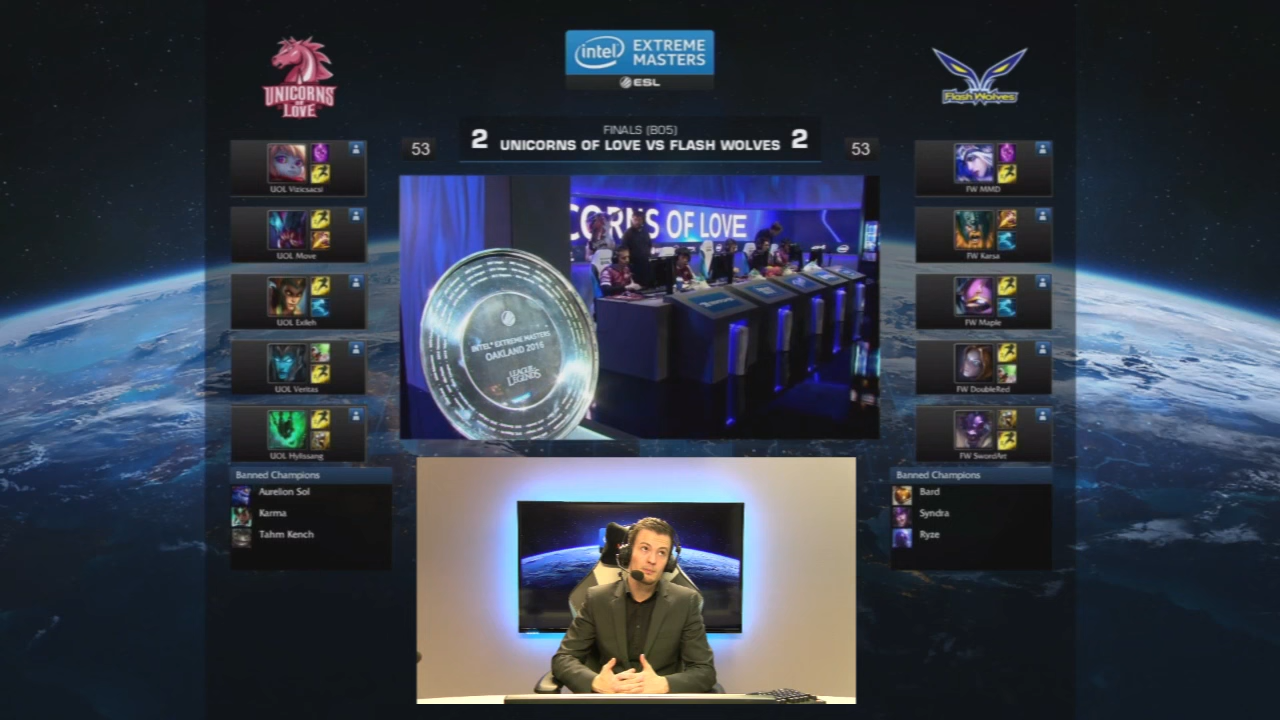 intel EXTREME MASTERS
ESL
UNICORNS OF LOVE
Flash Wolves
FINALS (BO5)
53 2 UNICORNS OF LOVE VS FLASH WOLVES 2 53
UOL Vizicsacsi
UOL Move
UOL Exileh
UOL Veritas
UOL Hylissang
CORNS OF LOVE
INTEL EXTREME MASTERS
OAKLAND 2016
LEAGUE of LEGENDS
FW MMD
FW Karsa
FW Maple
FW DoubleRed
FW SwordArt
Banned Champions
Aurelion Sol
Karma
Tahm Kench
Banned Champions
Bard
Syndra
Ryze